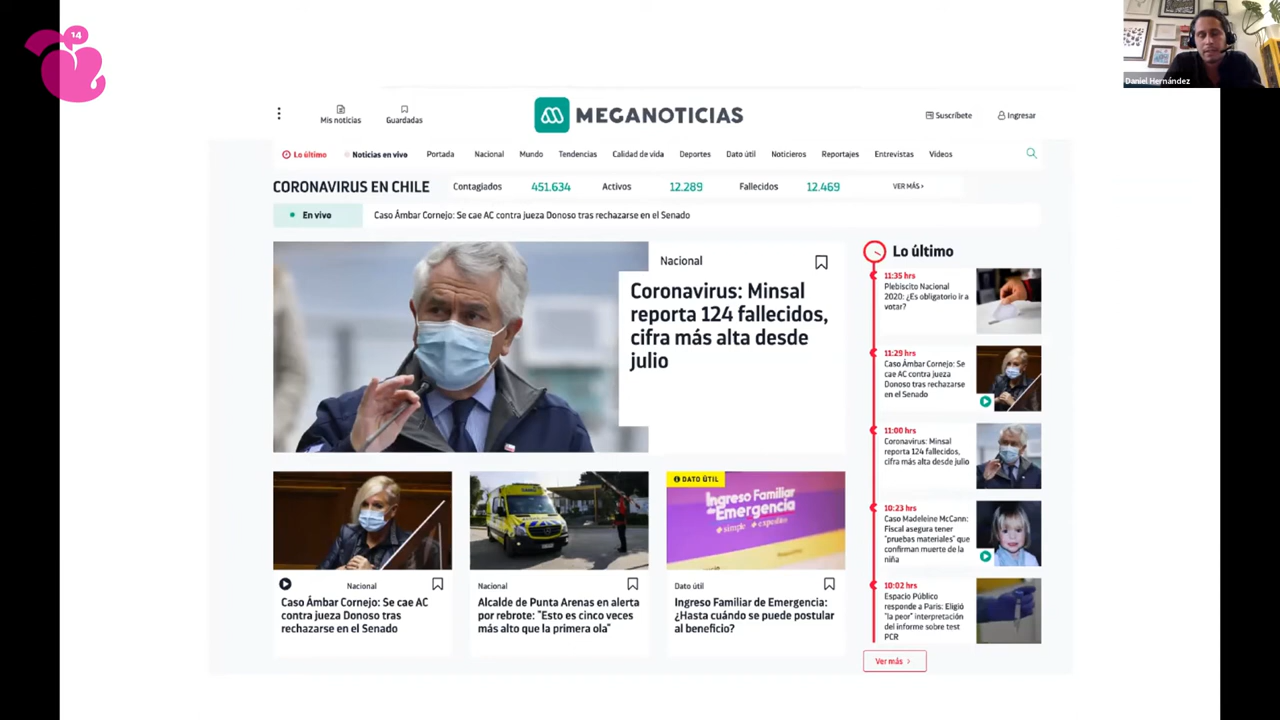 14
Daniel Hernández
Mis noticias
Guardadas
MEGANOTICIAS
Suscríbete
Ingresar
Lo último
Noticias en vivo
Portada
Nacional
Mundo
Tendencias
Calidad de vida
Deportes
Dato útil
Noticieros
Reportajes
Entrevistas
Videos
CORONAVIRUS EN CHILE
Contagiados
451.634
Activos
12.289
Fallecidos
12.469
VER MÁS ›
En vivo
Caso Ámbar Cornejo: Se cae AC contra jueza Donoso tras rechazarse en el Senado
Nacional
Coronavirus: Minsal
reporta 124 fallecidos,
cifra más alta desde
julio
Nacional
Caso Ámbar Cornejo: Se cae AC
contra jueza Donoso tras
rechazarse en el Senado
Nacional
Alcalde de Punta Arenas en alerta
por rebrote: "Esto es cinco veces
más alto que la primera ola"
DATO ÚTIL
Ingreso Familiar
de Emergencia
+ simple + expedito
Dato útil
Ingreso Familiar de Emergencia:
¿Hasta cuándo se puede postular
al beneficio?
Lo último
11:35 hrs
Plebiscito Nacional
2020: ¿Es obligatorio ir a
votar?
11:29 hrs
Caso Ámbar Cornejo: Se
cae AC contra jueza
Donoso tras rechazarse
en el Senado
11:00 hrs
Coronavirus: Minsal
reporta 124 fallecidos,
cifra más alta desde julio
10:23 hrs
Caso Madeleine McCann:
Fiscal asegura tener
"pruebas materiales" que
confirman muerte de la
niña
10:02 hrs
Espacio Público
responde a Paris: Eligió
"la peor" interpretación
del informe sobre test
PCR
Ver más ›